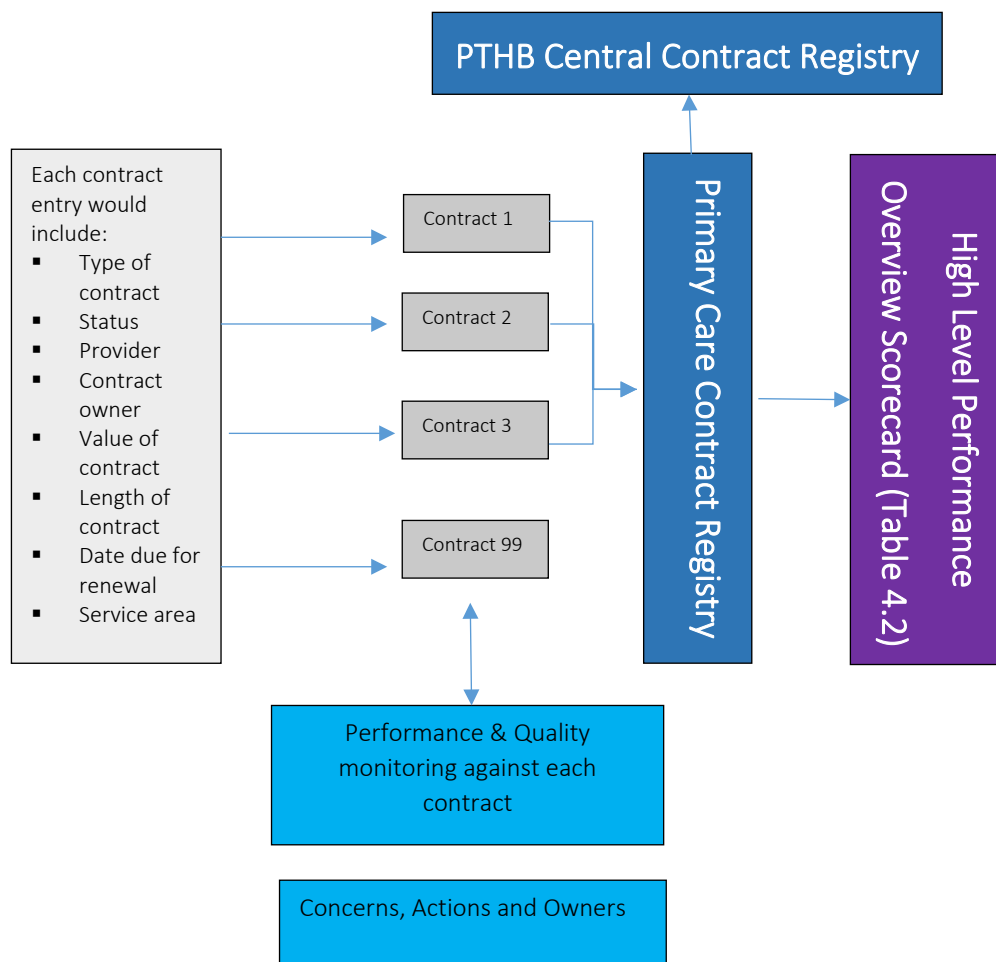 PTHB Central Contract Registry
Each contract
entry would
include:
▪ Type of
contract
▪ Status
▪ Provider
▪ Contract
owner
▪ Value of
contract
▪ Length of
contract
▪ Date due for
renewal
▪ Service area
Contract 1
Contract 2
Contract 3
Contract 99
Primary Care Contract Registry
High Level Performance
Overview Scorecard (Table 4.2)
Performance & Quality
monitoring against each
contract
Concerns, Actions and Owners